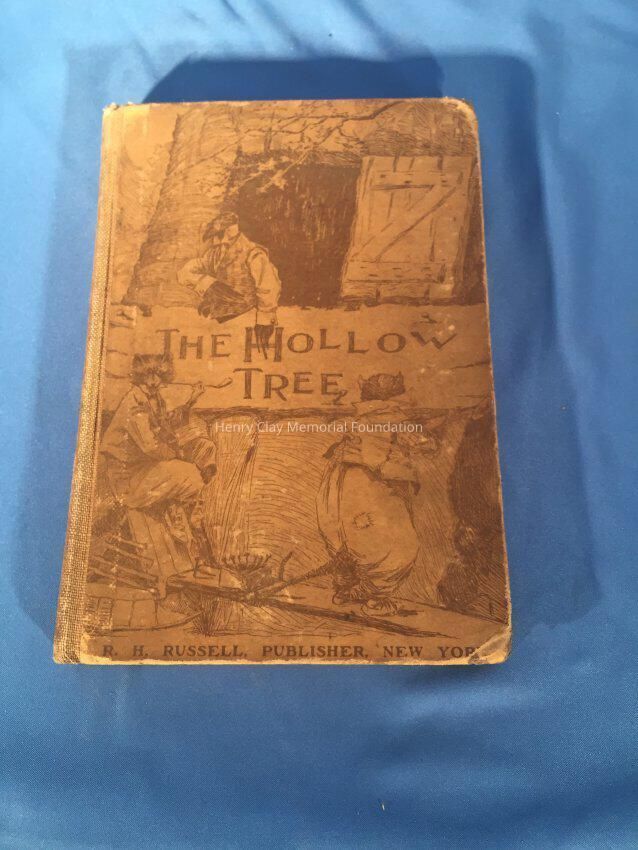 THE HOLLOW
TREE
Henry Clay Memorial Foundation
R. H. RUSSELL, PUBLISHER, NEW YORK